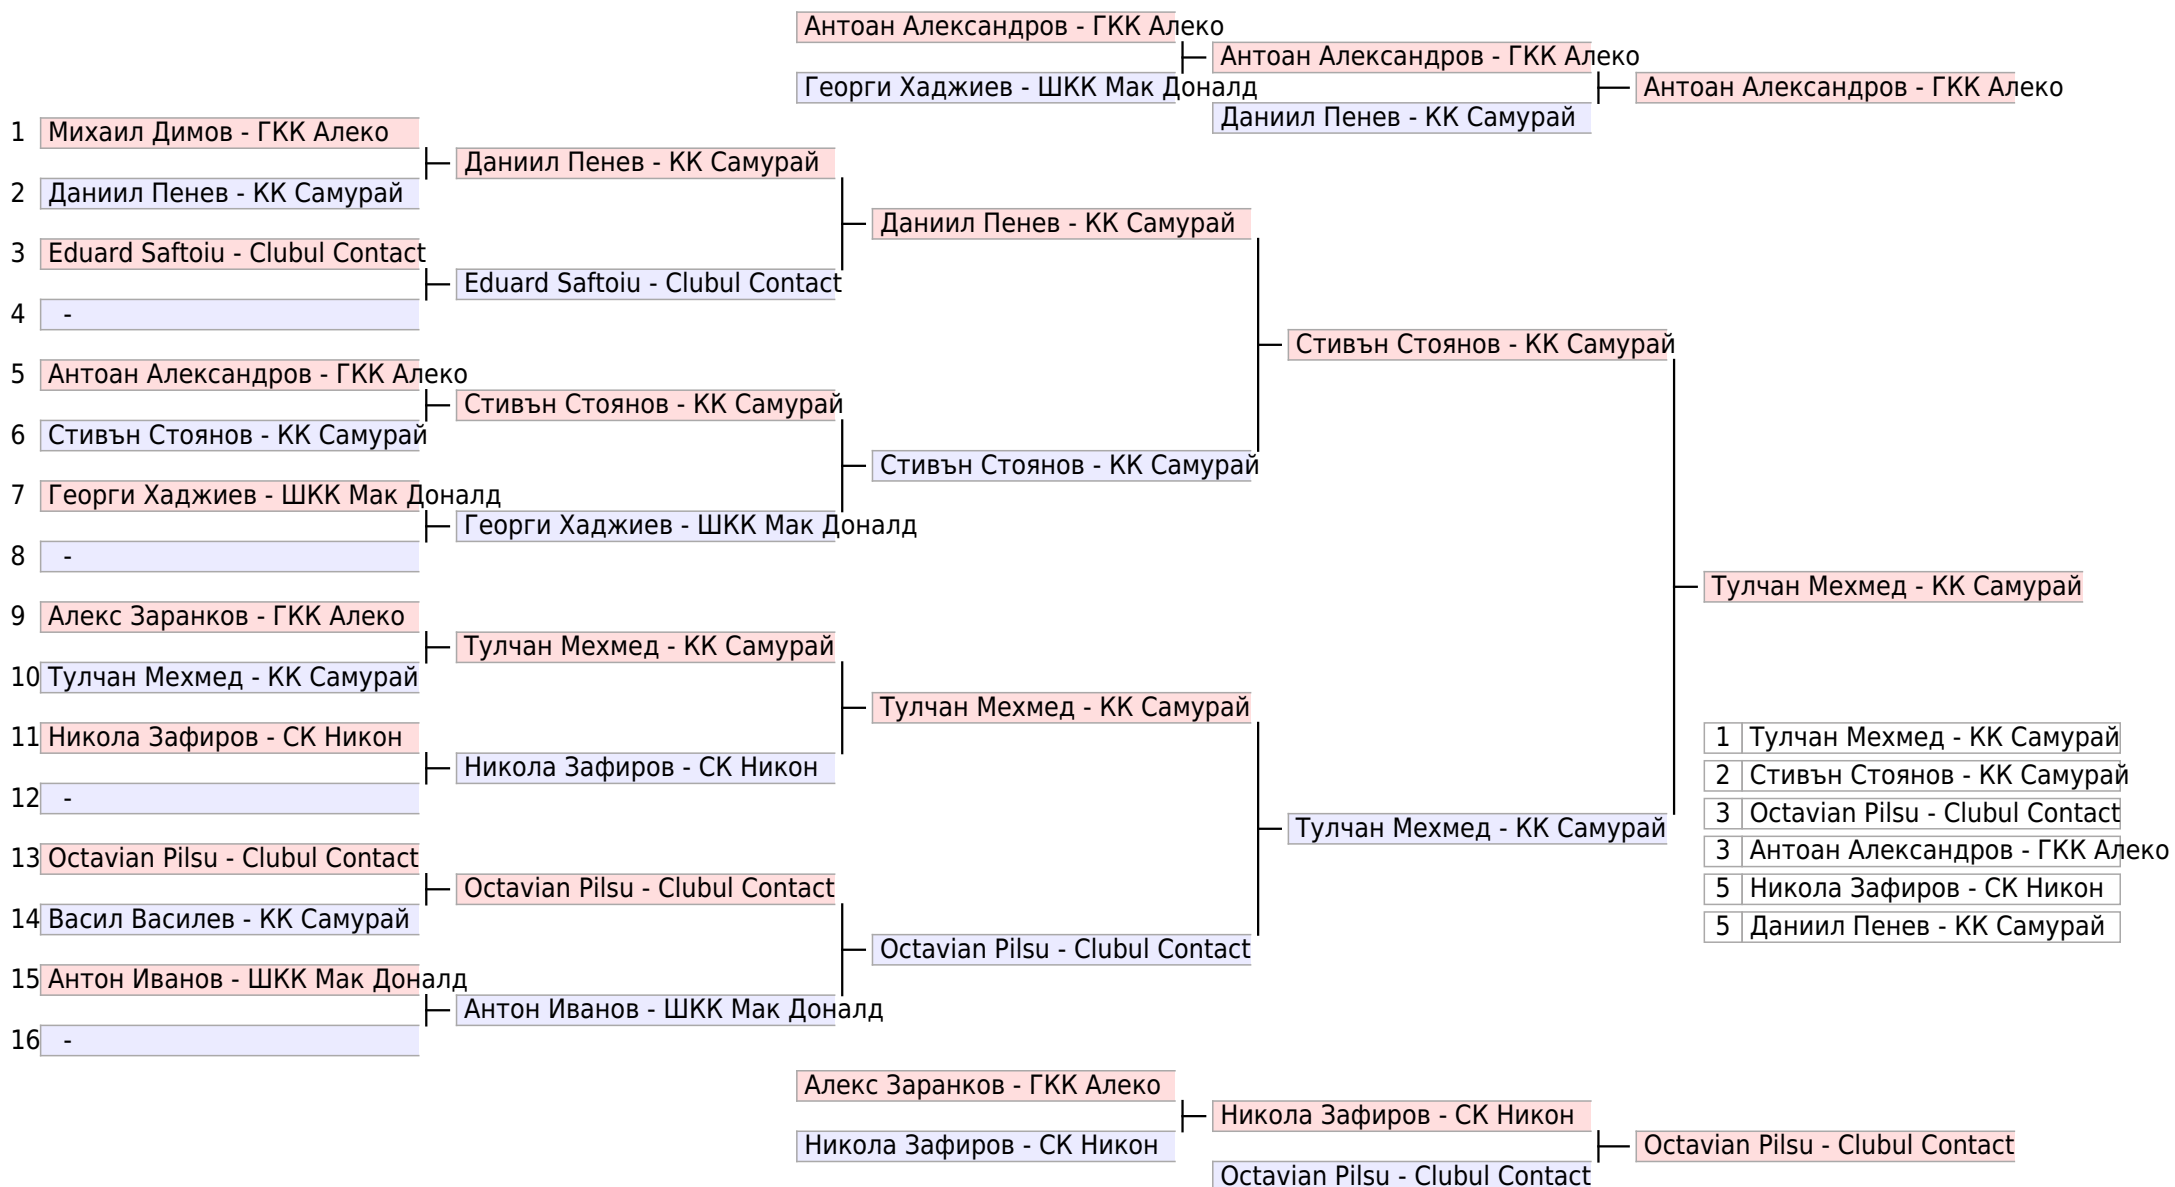 Антоан Александров - ГКК Алеко
Георги Хаджиев - ШКК Мак Доналд
Антоан Александров - ГКК Алеко
Даниил Пенев - КК Самурай
Антоан Александров - ГКК Алеко
1 Михаил Димов - ГКК Алеко
2 Даниил Пенев - КК Самурай
3 Eduard Saftoiu - Clubul Contact
4 -
5 Антоан Александров - ГКК Алеко
6 Стивън Стоянов - КК Самурай
7 Георги Хаджиев - ШКК Мак Доналд
8 -
9 Алекс Заранков - ГКК Алеко
10 Тулчан Мехмед - КК Самурай
11 Никола Зафиров - СК Никон
12 -
13 Octavian Pilsu - Clubul Contact
14 Васил Василев - КК Самурай
15 Антон Иванов - ШКК Мак Доналд
16 -
Даниил Пенев - КК Самурай
Eduard Saftoiu - Clubul Contact
Стивън Стоянов - КК Самурай
Георги Хаджиев - ШКК Мак Доналд
Тулчан Мехмед - КК Самурай
Никола Зафиров - СК Никон
Octavian Pilsu - Clubul Contact
Антон Иванов - ШКК Мак Доналд
Даниил Пенев - КК Самурай
Стивън Стоянов - КК Самурай
Тулчан Мехмед - КК Самурай
Octavian Pilsu - Clubul Contact
Стивън Стоянов - КК Самурай
Тулчан Мехмед - КК Самурай
Тулчан Мехмед - КК Самурай
1 Тулчан Мехмед - КК Самурай
2 Стивън Стоянов - КК Самурай
3 Octavian Pilsu - Clubul Contact
3 Антоан Александров - ГКК Алеко
5 Никола Зафиров - СК Никон
5 Даниил Пенев - КК Самурай
Алекс Заранков - ГКК Алеко
Никола Зафиров - СК Никон
Никола Зафиров - СК Никон
Octavian Pilsu - Clubul Contact
Octavian Pilsu - Clubul Contact